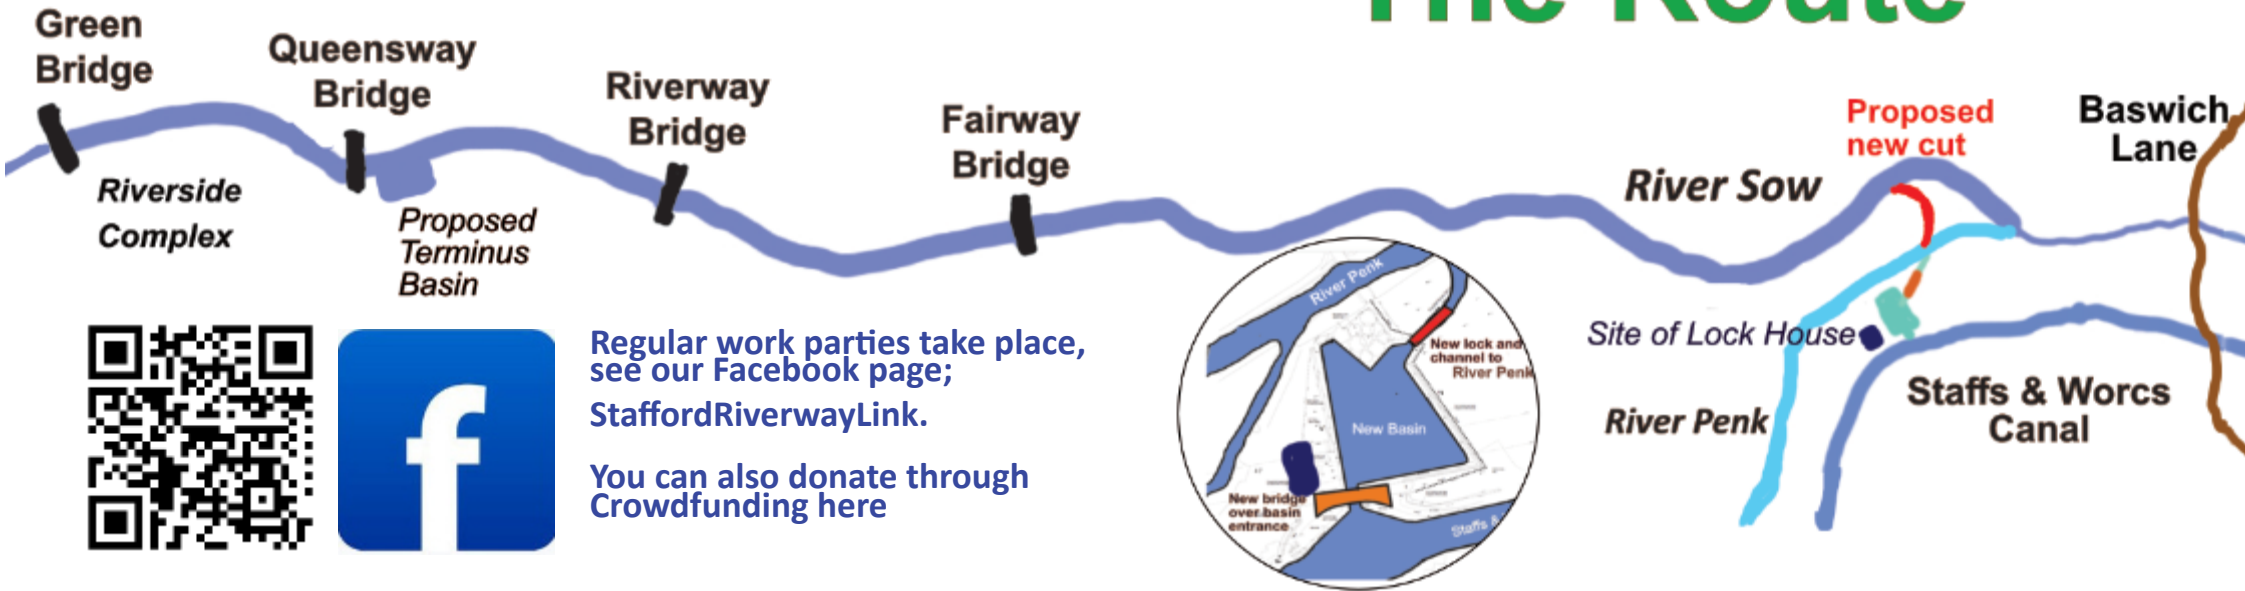 The Route
Green
Bridge
Queensway
Bridge
Riverway
Bridge
Fairway
Bridge
Proposed
new cut
Baswich
Lane
River Sow
Riverside
Complex
Proposed
Terminus
Basin
Site of Lock House
River Penk
Staffs & Worcs
Canal
Regular work parties take place,
see our Facebook page;
StaffordRiverwayLink.
You can also donate through
Crowdfunding here
f
River Penk
New lock and
channel to
River Penk
New Basin
New bridge
over basin
entrance
Staffs &